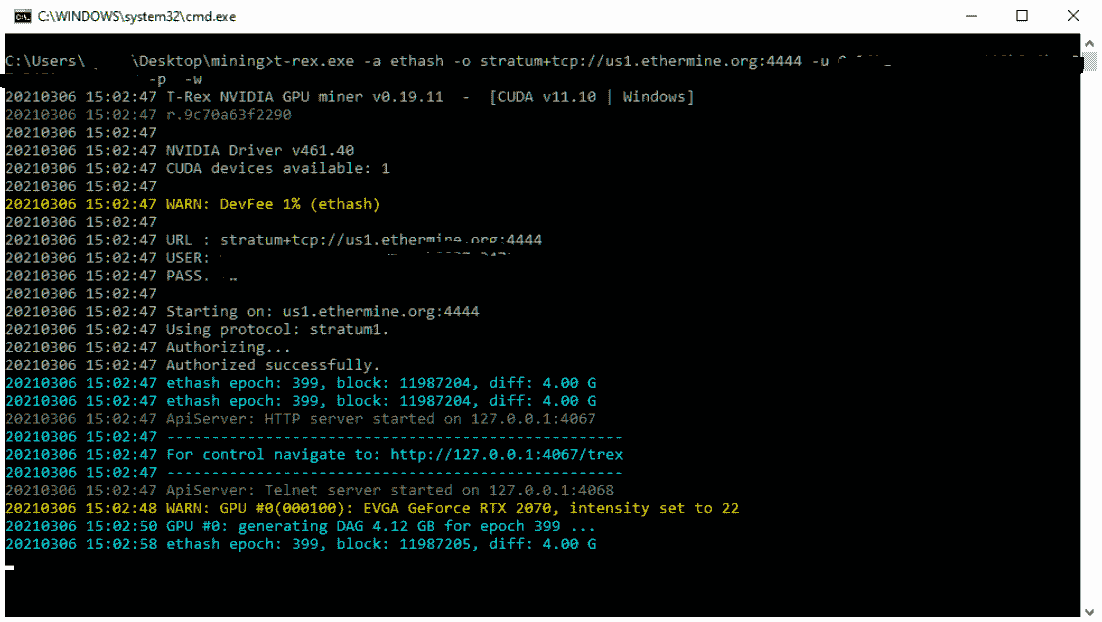 C:\WINDOWS\system32\cmd.exe
C:\Users\ \Desktop\mining>t-rex.exe -a ethash -o stratum+tcp://us1.ethermine.org:4444 -u
-p -w
20210306 15:02:47 T-Rex NVIDIA GPU miner v0.19.11 - [CUDA v11.10 | Windows]
20210306 15:02:47 r.9c70a63f2290
20210306 15:02:47
20210306 15:02:47 NVIDIA Driver v461.40
20210306 15:02:47 CUDA devices available: 1
20210306 15:02:47
20210306 15:02:47 WARN: DevFee 1% (ethash)
20210306 15:02:47
20210306 15:02:47 URL : stratum+tcp://us1.ethermine.org:4444
20210306 15:02:47 USER:
20210306 15:02:47 PASS.
20210306 15:02:47
20210306 15:02:47 Starting on: us1.ethermine.org:4444
20210306 15:02:47 Using protocol: stratum1.
20210306 15:02:47 Authorizing...
20210306 15:02:47 Authorized successfully.
20210306 15:02:47 ethash epoch: 399, block: 11987204, diff: 4.00 G
20210306 15:02:47 ethash epoch: 399, block: 11987204, diff: 4.00 G
20210306 15:02:47 ApiServer: HTTP server started on 127.0.0.1:4067
20210306 15:02:47 ---------------------------------------------------
20210306 15:02:47 For control navigate to: http://127.0.0.1:4067/trex
20210306 15:02:47 ---------------------------------------------------
20210306 15:02:47 ApiServer: Telnet server started on 127.0.0.1:4068
20210306 15:02:48 WARN: GPU #0(000100): EVGA GeForce RTX 2070, intensity set to 22
20210306 15:02:50 GPU #0: generating DAG 4.12 GB for epoch 399 ...
20210306 15:02:58 ethash epoch: 399, block: 11987205, diff: 4.00 G